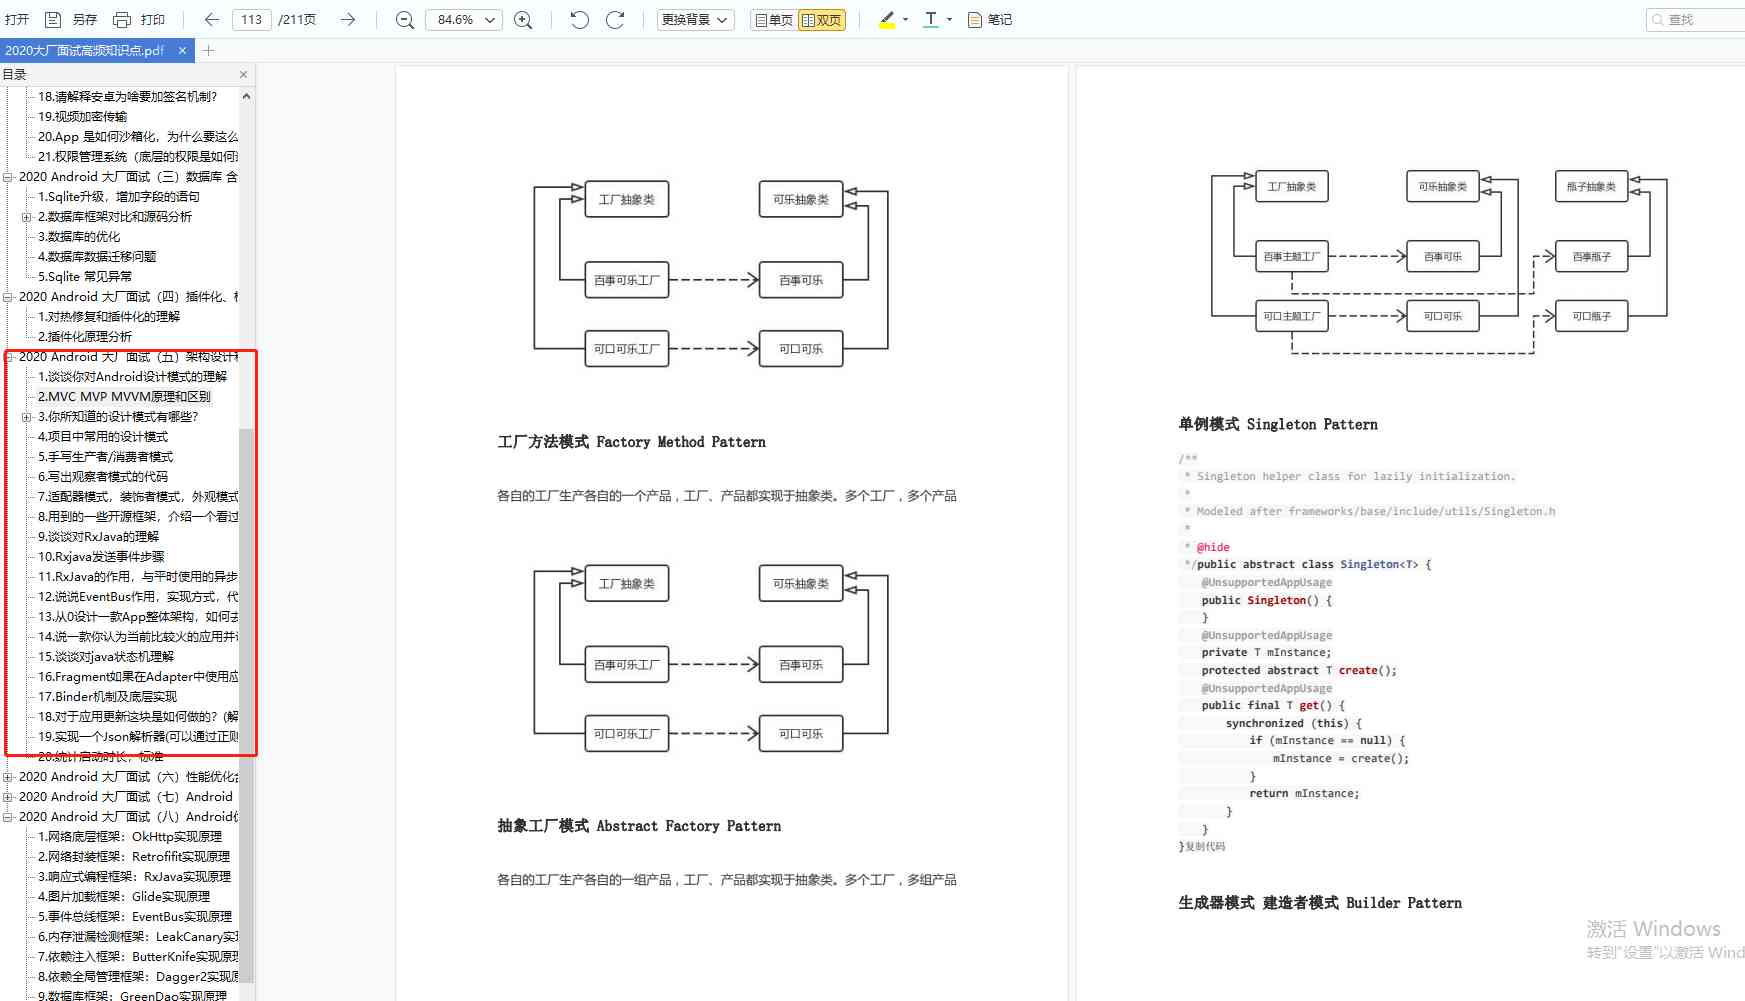 打开 另存 打印 113 /211页 84.6% 更换背景 单页 双页 T 笔记 查找
2020大厂面试高频知识点.pdf
目录
18.请解释安卓为啥要加签名机制?
19.视频加密传输
20.App 是如何沙箱化，为什么要这么
21.权限管理系统（底层的权限是如何
2020 Android 大厂面试（三）数据库 含
1.Sqlite升级，增加字段的语句
2.数据库框架对比和源码分析
3.数据库的优化
4.数据库数据迁移问题
5.Sqlite 常见异常
2020 Android 大厂面试（四）插件化、
1.对热修复和插件化的理解
2.插件化原理分析
2020 Android 大厂面试（五）架构设计
1.谈谈你对Android设计模式的理解
2.MVC MVP MVVM原理和区别
3.你所知道的设计模式有哪些?
4.项目中常用的设计模式
5.手写生产者/消费者模式
6.写出观察者模式的代码
7.适配器模式，装饰者模式，外观模式
8.用到的一些开源框架，介绍一个看过
9.谈谈对RxJava的理解
10.Rxjava发送事件步骤
11.RxJava的作用，与平时使用的异步
12.说说EventBus作用，实现方式，代
13.从0设计一款App整体架构，如何去
14.说一款你认为当前比较火的应用并
15.谈谈对java状态机理解
16.Fragment如果在Adapter中使用应
17.Binder机制及底层实现
18.对于应用更新这块是如何做的？(解
19.实现一个Json解析器(可以通过正则
20.统计启动时长，标准
2020 Android 大厂面试（六）性能优化
2020 Android 大厂面试（七）Android
2020 Android 大厂面试（八）Android
1.网络底层框架：OkHttp实现原理
2.网络封装框架：Retrofifit实现原理
3.响应式编程框架：RxJava实现原理
4.图片加载框架：Glide实现原理
5.事件总线框架：EventBus实现原理
6.内存泄漏检测框架：LeakCanary实
7.依赖注入框架：ButterKnife实现原
8.依赖全局管理框架：Dagger2实现
9.数据库框架：GreenDao实现原理
工厂抽象类 可乐抽象类
百事可乐工厂 百事可乐
可口可乐工厂 可口可乐
工厂方法模式 Factory Method Pattern
各自的工厂生产各自的一个产品，工厂、产品都实现于抽象类。多个工厂，多个产品
工厂抽象类 可乐抽象类
百事可乐工厂 百事可乐
可口可乐工厂 可口可乐
抽象工厂模式 Abstract Factory Pattern
各自的工厂生产各自的一组产品，工厂、产品都实现于抽象类。多个工厂，多组产品
工厂抽象类 可乐抽象类 瓶子抽象类
百事主题工厂 百事可乐 百事瓶子
可口主题工厂 可口可乐 可口瓶子
单例模式 Singleton Pattern
/**
* Singleton helper class for lazily initialization.
*
* Modeled after frameworks/base/include/utils/Singleton.h
*
* @hide
*/public abstract class Singleton<T> {
@UnsupportedAppUsage
public Singleton() {
}
@UnsupportedAppUsage
private T mInstance;
protected abstract T create();
@UnsupportedAppUsage
public final T get() {
synchronized (this) {
if (mInstance == null) {
mInstance = create();
}
return mInstance;
}
}
}复制代码
生成器模式 建造者模式 Builder Pattern
激活 Windows
转到"设置"以激活 Wind